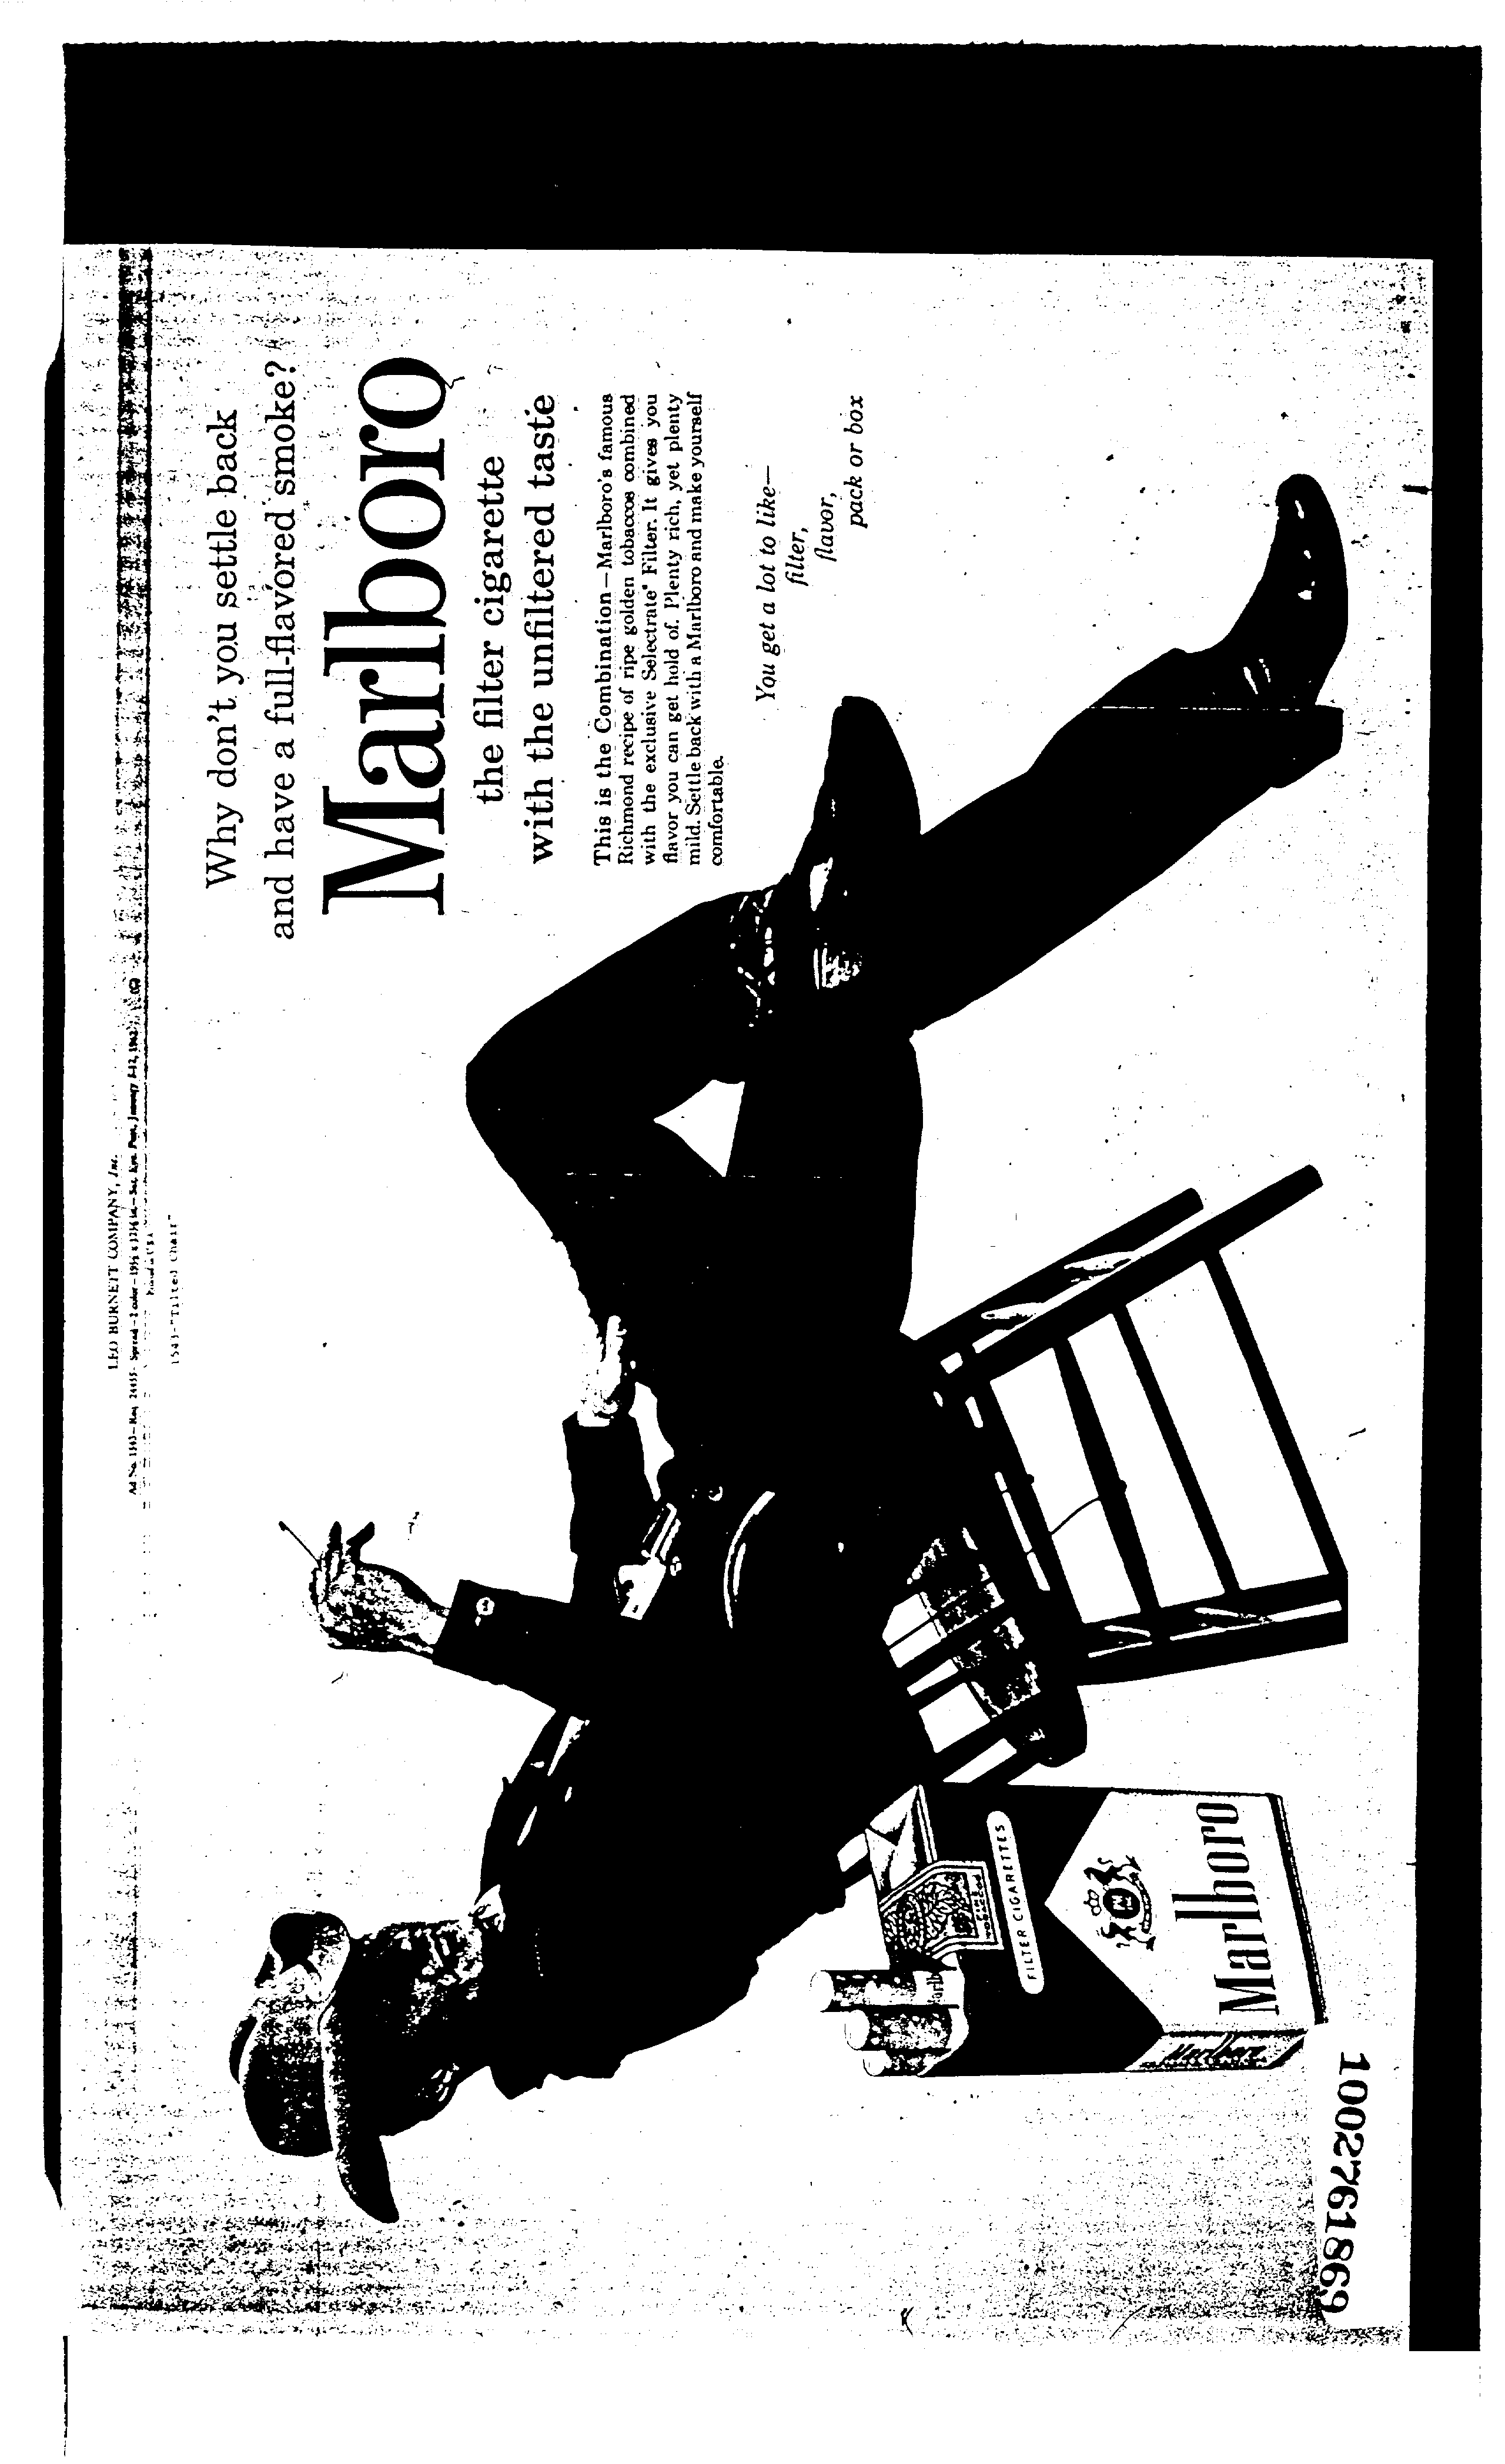 LEO BURNETT COMPANY, Inc.
1543-"Tilted Chair"
Why don't you settle back
and have a full-flavored smoke?
Marlboro
the filter cigarette
with the unfiltered taste
This is the Combination—Marlboro's famous
Richmond recipe of ripe golden tobaccos combined
with the exclusive Selectrate® Filter. It gives you
flavor you can get hold of. Plenty rich, yet plenty
mild. Settle back with a Marlboro and make yourself
comfortable.
You get a lot to like—
filter,
flavor,
pack or box
FILTER CIGARETTES
Marlboro
Marlboro
1002761869